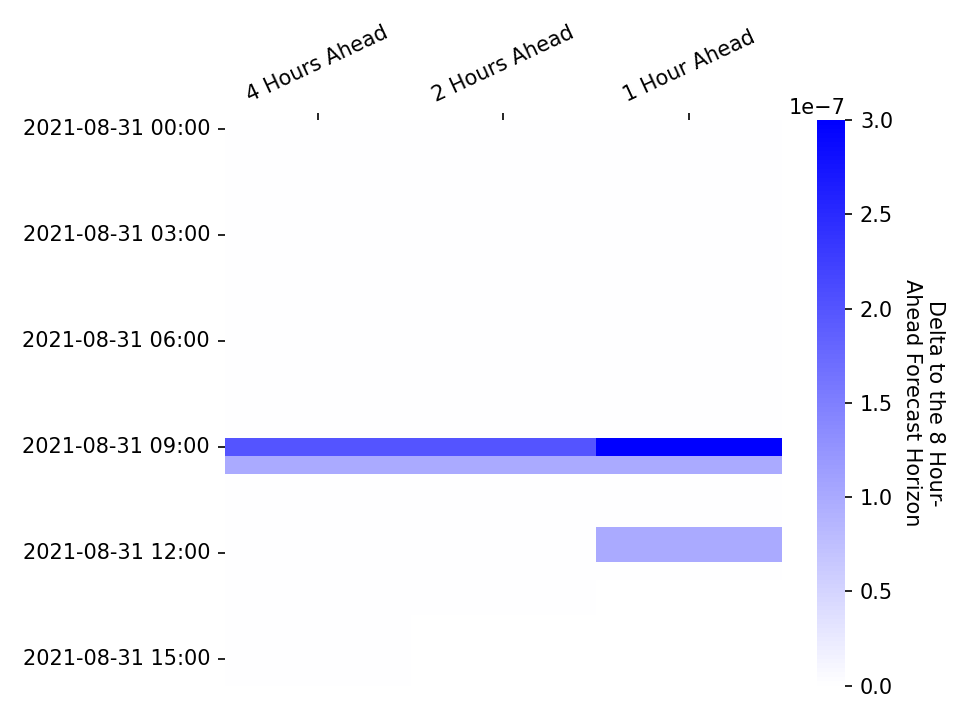 4 Hours Ahead
2 Hours Ahead
1 Hour Ahead
1e−7
2021-08-31 00:00
2021-08-31 03:00
2021-08-31 06:00
2021-08-31 09:00
2021-08-31 12:00
2021-08-31 15:00
3.0
2.5
2.0
1.5
1.0
0.5
0.0
Delta to the 8 Hour-
Ahead Forecast Horizon